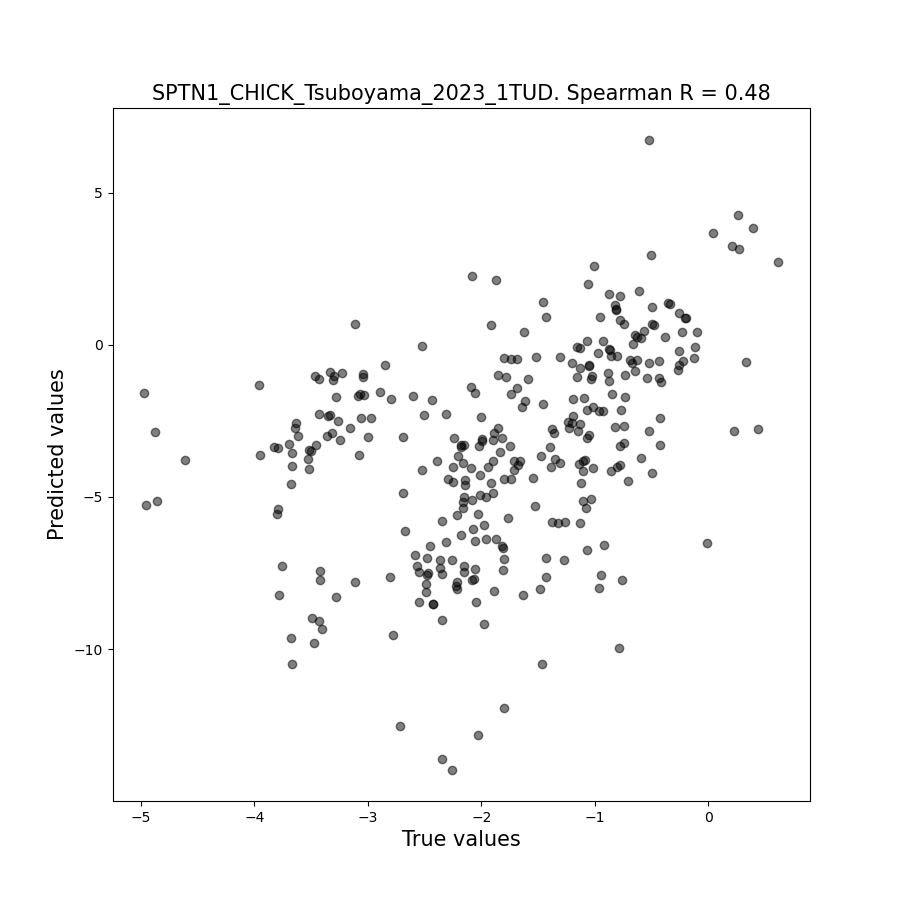 SPTN1_CHICK_Tsuboyama_2023_1TUD. Spearman R = 0.48
5
0
−5
−10
Predicted values
−5 −4 −3 −2 −1 0
True values